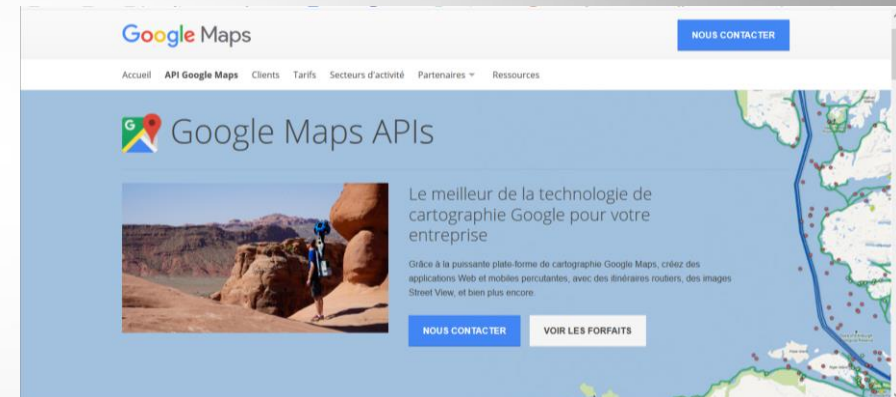 Google Maps
NOUS CONTACTER
Accueil API Google Maps Clients Tarifs Secteurs d'activité Partenaires Ressources
Google Maps APIs
Le meilleur de la technologie de
cartographie Google pour votre
entreprise
Grâce à la puissante plate-forme de cartographie Google Maps, créez des
applications Web et mobiles percutantes, avec des itinéraires routiers, des images
Street View, et bien plus encore.
NOUS CONTACTER VOIR LES FORFAITS